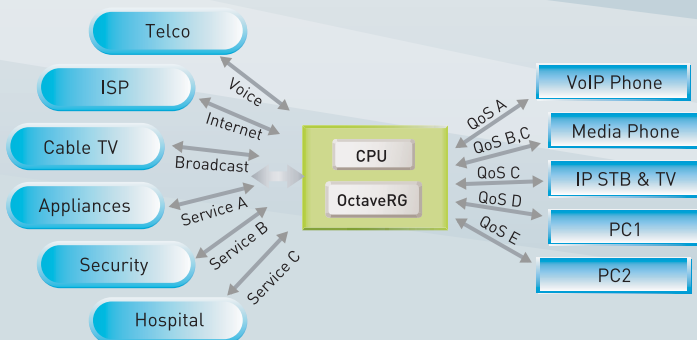 Telco
ISP
Cable TV
Appliances
Security
Hospital
Voice
Internet
Broadcast
Service A
Service B
Service C
CPU
OctaveRG
QoS A
QoS B,C
QoS C
QoS D
QoS E
VoIP Phone
Media Phone
IP STB & TV
PC1
PC2